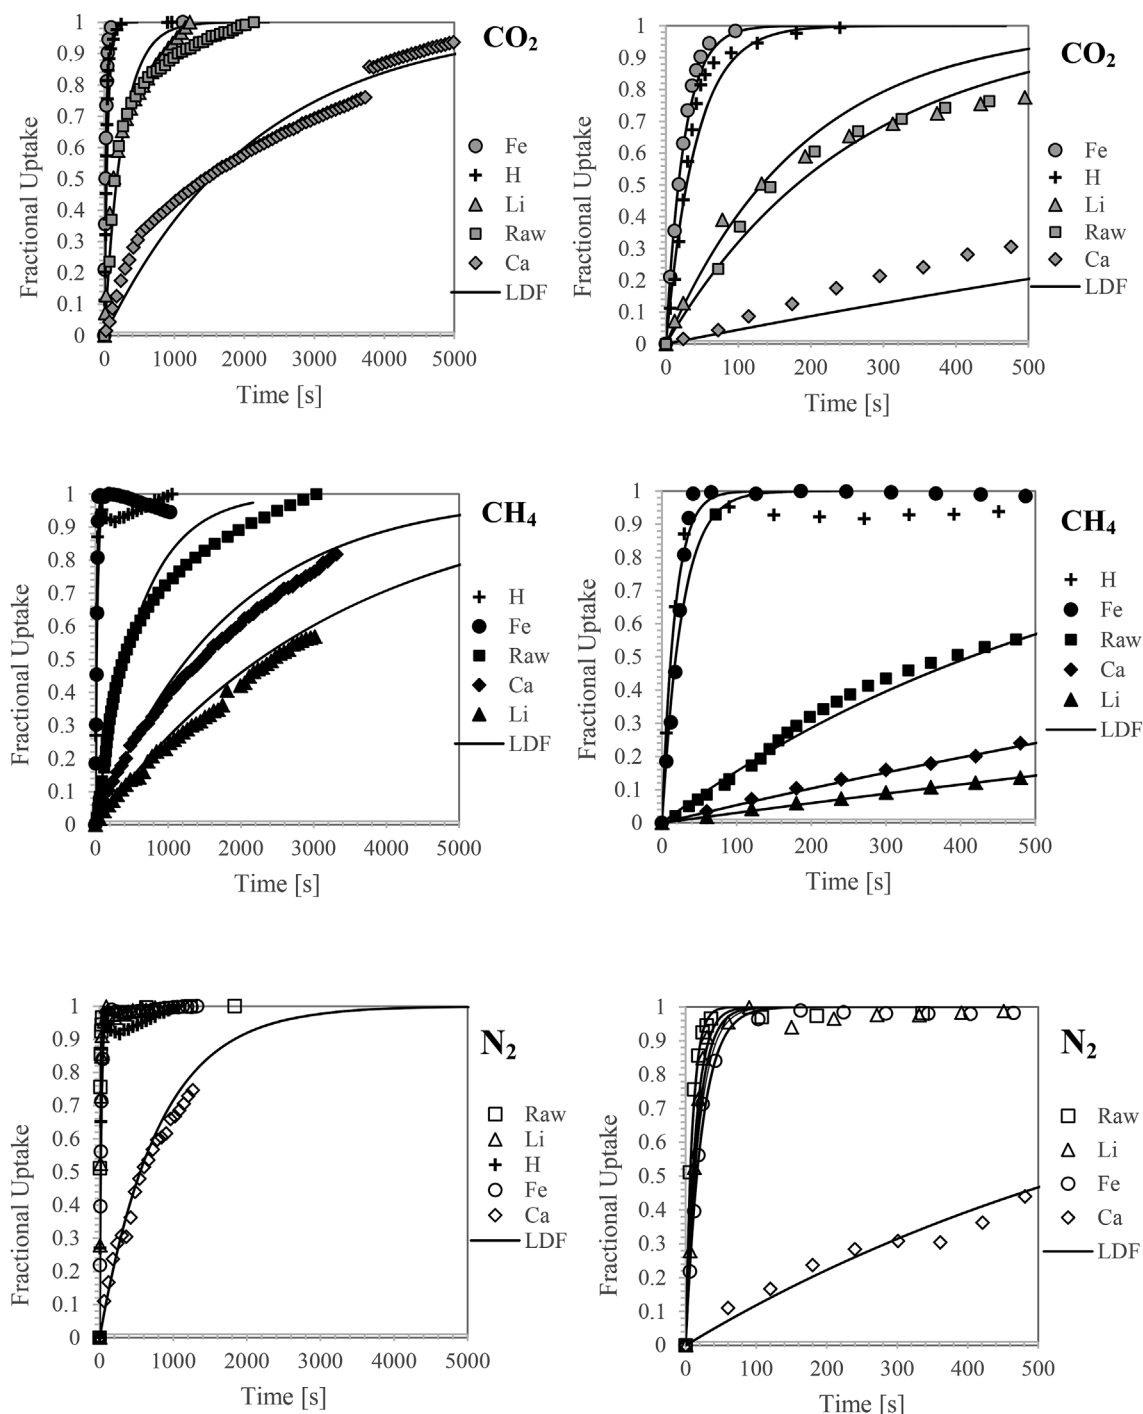 CO2
Fractional Uptake
1
0.9
0.8
0.7
0.6
0.5
0.4
0.3
0.2
0.1
0
0 1000 2000 3000 4000 5000
Time [s]
Fe
H
Li
Raw
Ca
LDF
CO2
Fractional Uptake
1
0.9
0.8
0.7
0.6
0.5
0.4
0.3
0.2
0.1
0
0 100 200 300 400 500
Time [s]
Fe
H
Li
Raw
Ca
LDF
CH4
Fractional Uptake
1
0.9
0.8
0.7
0.6
0.5
0.4
0.3
0.2
0.1
0
0 1000 2000 3000 4000 5000
Time [s]
H
Fe
Raw
Ca
Li
LDF
CH4
Fractional Uptake
1
0.9
0.8
0.7
0.6
0.5
0.4
0.3
0.2
0.1
0
0 100 200 300 400 500
Time [s]
H
Fe
Raw
Ca
Li
LDF
N2
Fractional Uptake
1
0.9
0.8
0.7
0.6
0.5
0.4
0.3
0.2
0.1
0
0 1000 2000 3000 4000 5000
Time [s]
Raw
Li
H
Fe
Ca
LDF
N2
Fractional Uptake
1
0.9
0.8
0.7
0.6
0.5
0.4
0.3
0.2
0.1
0
0 100 200 300 400 500
Time [s]
Raw
Li
Fe
Ca
LDF